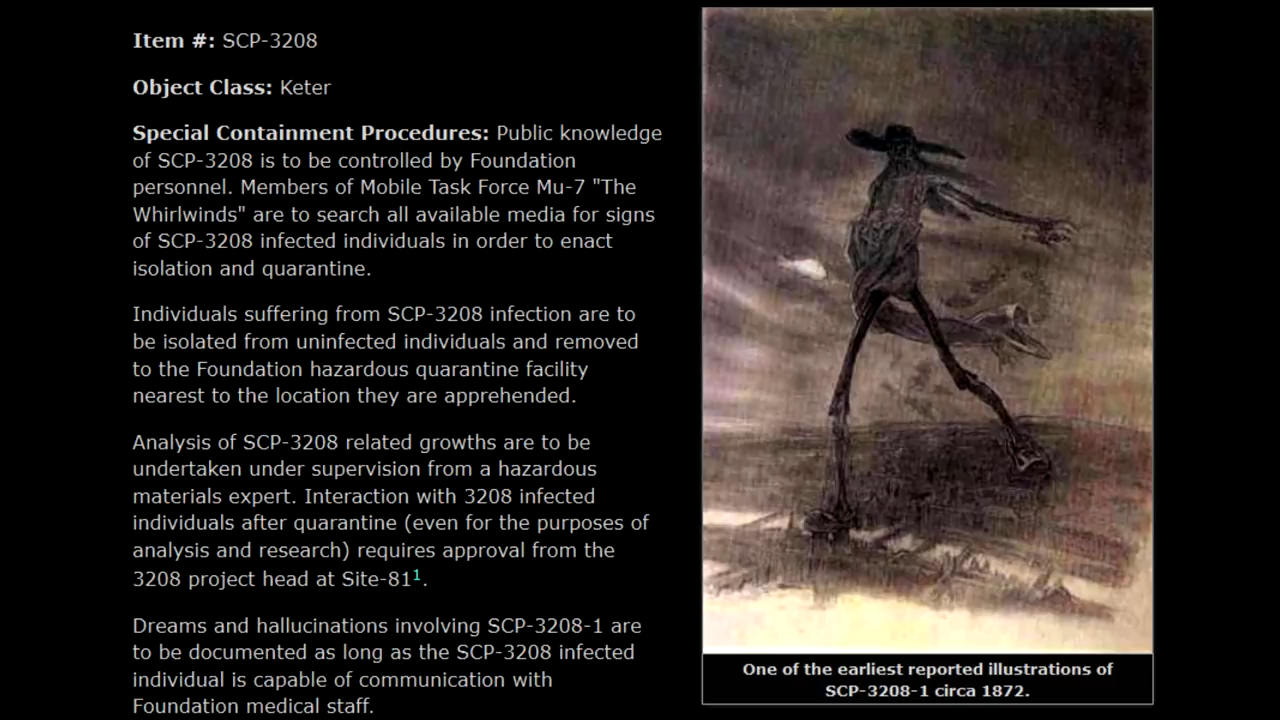 Item #: SCP-3208
Object Class: Keter
Special Containment Procedures: Public knowledge
of SCP-3208 is to be controlled by Foundation
personnel. Members of Mobile Task Force Mu-7 "The
Whirlwinds" are to search all available media for signs
of SCP-3208 infected individuals in order to enact
isolation and quarantine.
Individuals suffering from SCP-3208 infection are to
be isolated from uninfected individuals and removed
to the Foundation hazardous quarantine facility
nearest to the location they are apprehended.
Analysis of SCP-3208 related growths are to be
undertaken under supervision from a hazardous
materials expert. Interaction with 3208 infected
individuals after quarantine (even for the purposes of
analysis and research) requires approval from the
3208 project head at Site-81¹.
Dreams and hallucinations involving SCP-3208-1 are
to be documented as long as the SCP-3208 infected
individual is capable of communication with
Foundation medical staff.
One of the earliest reported illustrations of
SCP-3208-1 circa 1872.